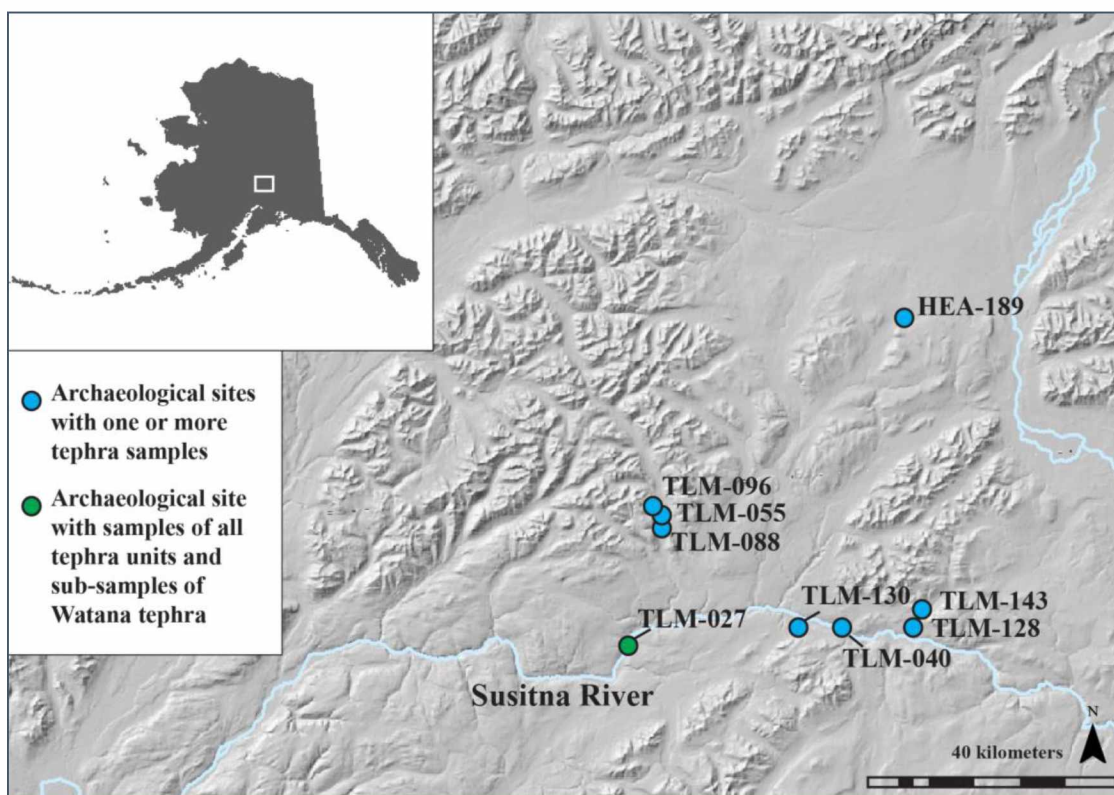 Archaeological sites
with one or more
tephra samples
Archaeological site
with samples of all
tephra units and
sub-samples of
Watana tephra
HEA-189
TLM-096
TLM-055
TLM-088
TLM-130
TLM-143
TLM-027
TLM-128
TLM-040
Susitna River
N
40 kilometers